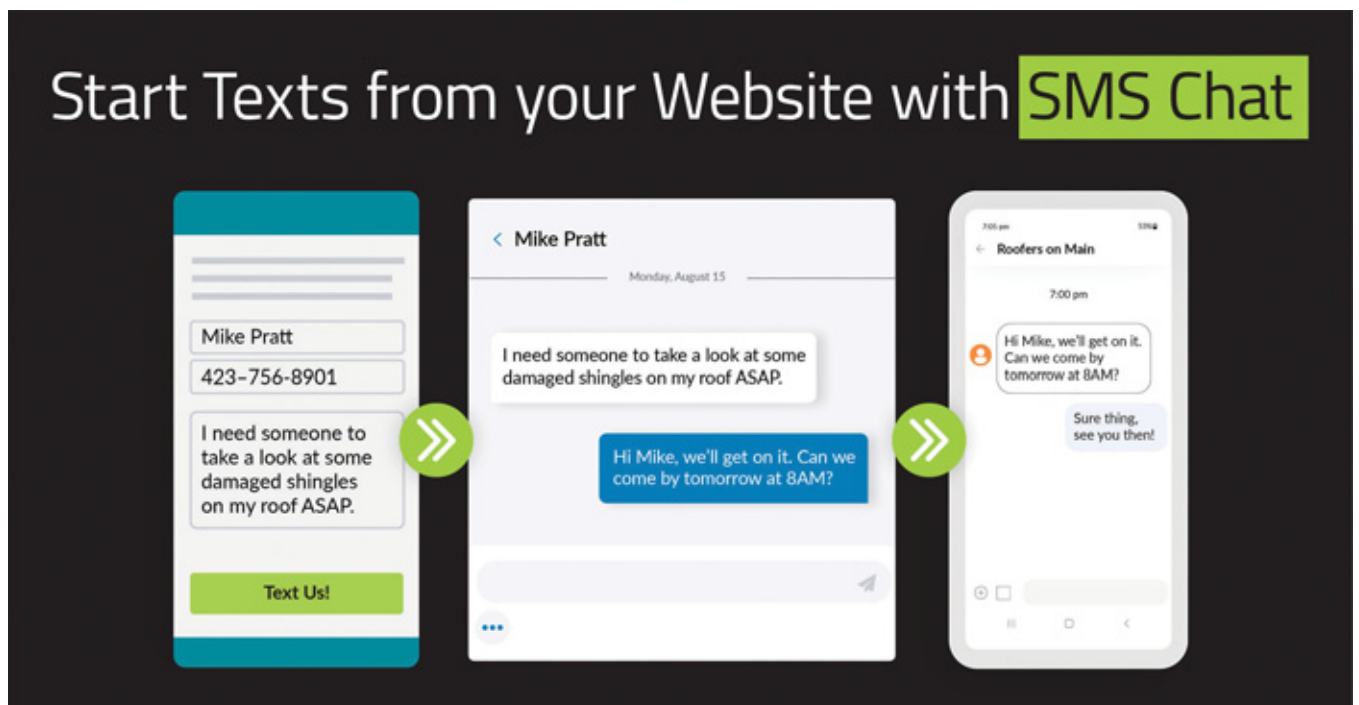 Start Texts from your Website with SMS Chat
Mike Pratt
423-756-8901
I need someone to
take a look at some
damaged shingles
on my roof ASAP.
Text Us!
Mike Pratt
Monday, August 15
I need someone to take a look at some
damaged shingles on my roof ASAP.
Hi Mike, we'll get on it. Can we
come by tomorrow at 8AM?
7:05 pm
Roofers on Main
7:00 pm
Hi Mike, we'll get on it.
Can we come by
tomorrow at 8AM?
Sure thing,
see you then!